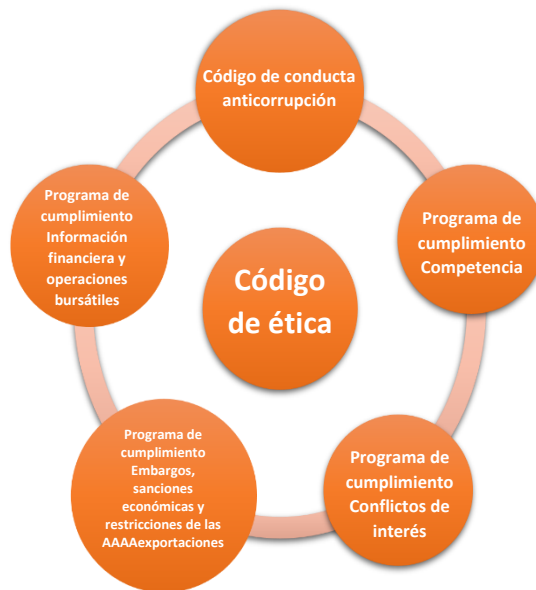 Código de conducta
anticorrupción
Programa de
cumplimiento
Competencia
Programa de
cumplimiento
Conflictos de
interés
Programa de
cumplimiento
Embargos,
sanciones
económicas y
restricciones de las
AAAAexportaciones
Programa de
cumplimiento
Información
financiera y
operaciones
bursátiles
Código
de ética